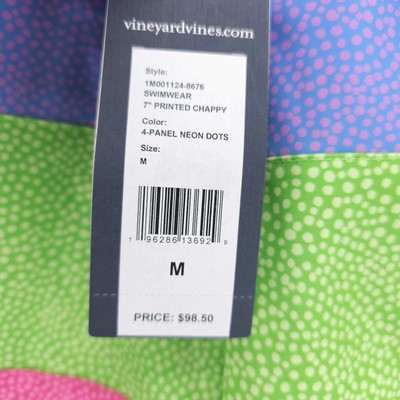 vineyardvines.com
Style:
1M001124-8676
SWIMWEAR
7" PRINTED CHAPPY
Color:
4-PANEL NEON DOTS
Size:
M
1 96286 13692 9
M
PRICE: $98.50